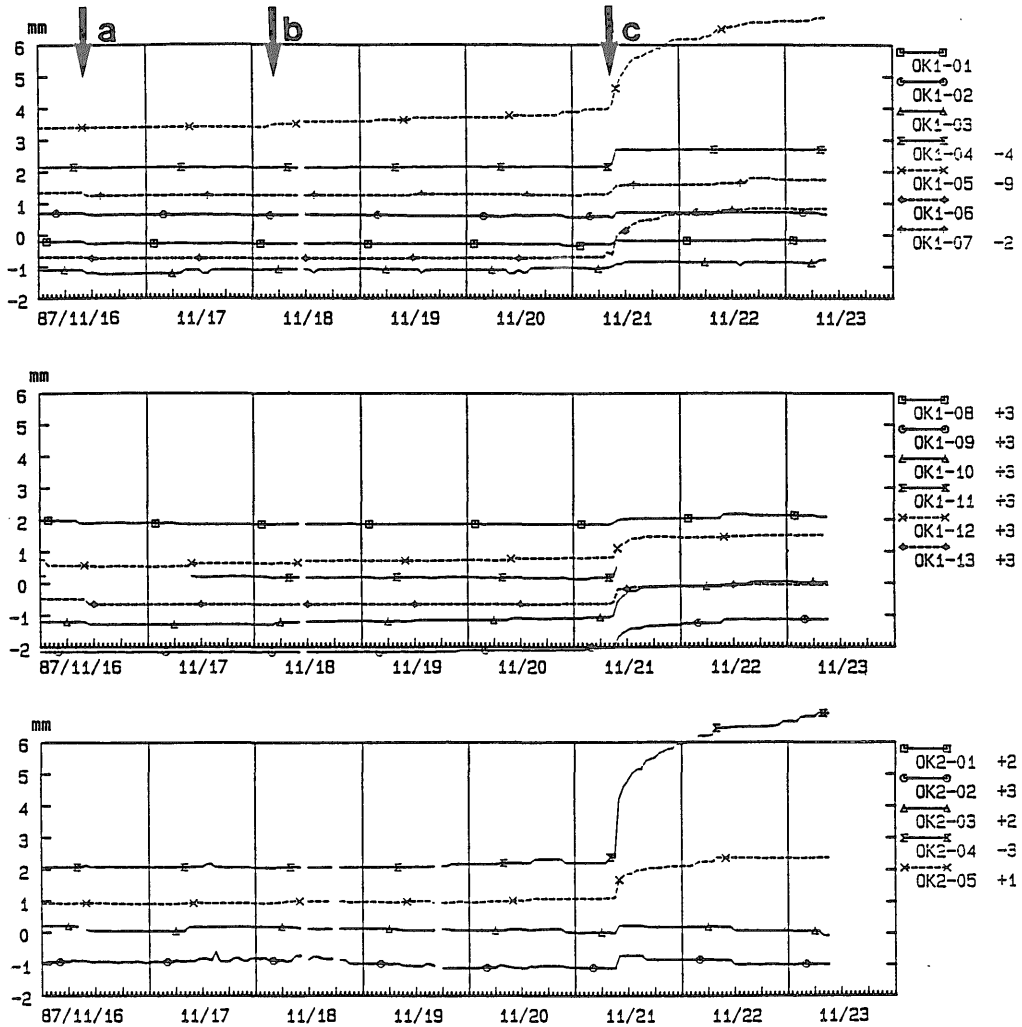 a b c
mm
6
5
4
3
2
1
0
-1
-2
87/11/16 11/17 11/18 11/19 11/20 11/21 11/22 11/23
OK1-01
OK1-02
OK1-03
OK1-04 -4
OK1-05 -9
OK1-06
OK1-07 -2
mm
6
5
4
3
2
1
0
-1
-2
87/11/16 11/17 11/18 11/19 11/20 11/21 11/22 11/23
OK1-08 +3
OK1-09 +3
OK1-10 +3
OK1-11 +3
OK1-12 +3
OK1-13 +3
mm
6
5
4
3
2
1
0
-1
-2
87/11/16 11/17 11/18 11/19 11/20 11/21 11/22 11/23
OK2-01 +2
OK2-02 +3
OK2-03 +2
OK2-04 -3
OK2-05 +1